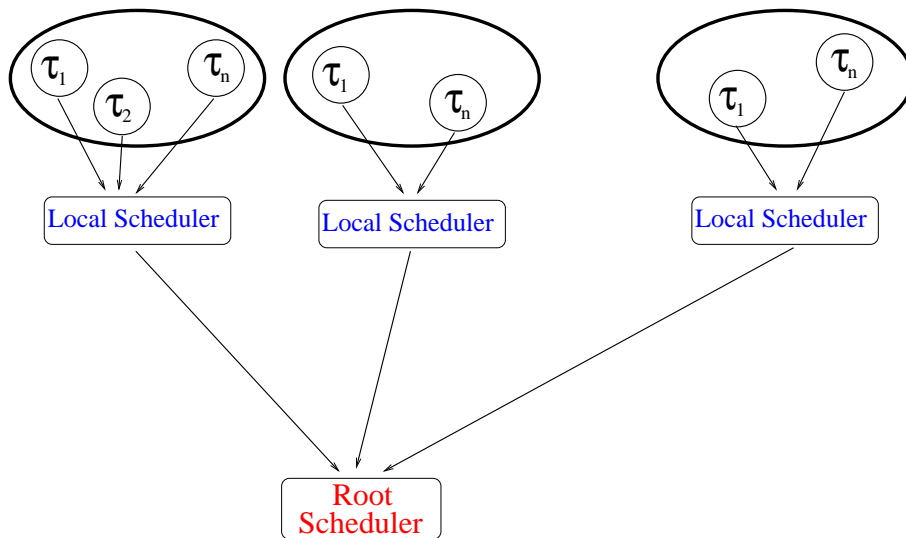 τ1
τ2
τn
τ1
τn
τ1
τn
Local Scheduler
Local Scheduler
Local Scheduler
Root
Scheduler